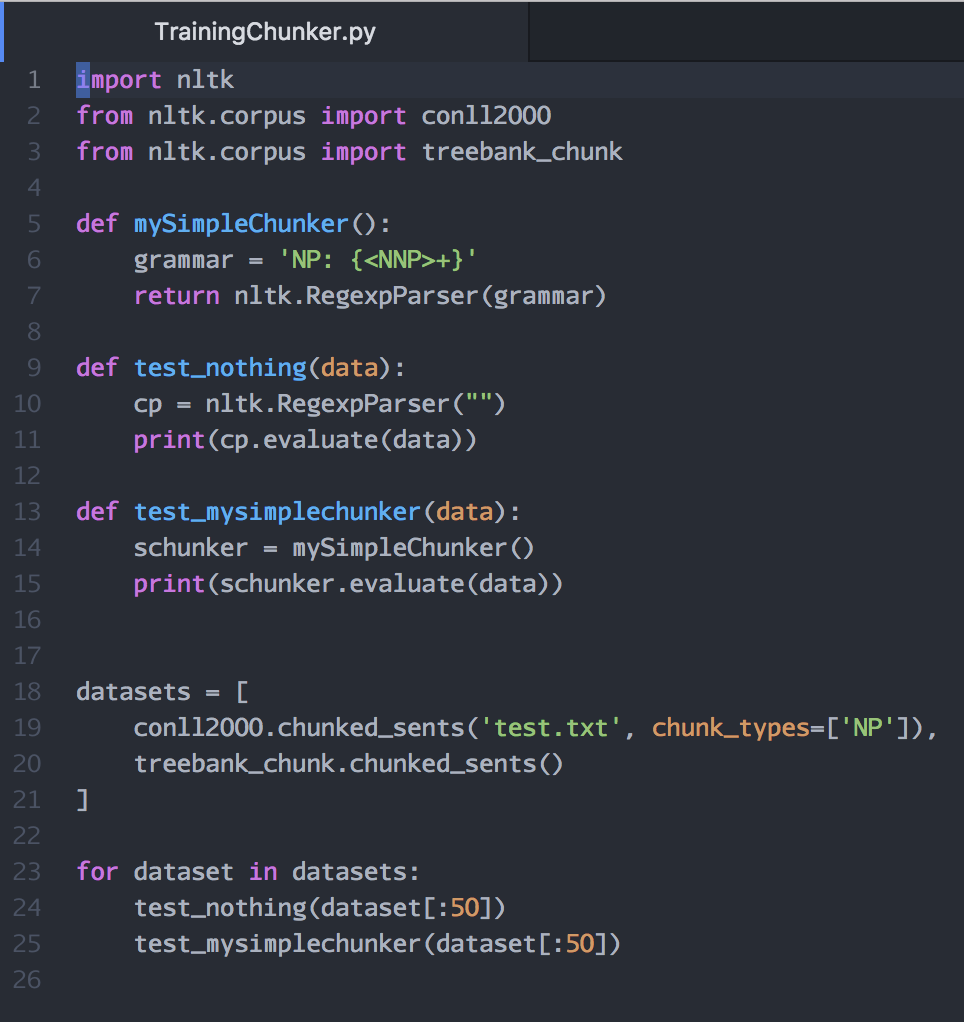 TrainingChunker.py
1 import nltk
2 from nltk.corpus import conll2000
3 from nltk.corpus import treebank_chunk
4
5 def mySimpleChunker():
6     grammar = 'NP: {<NNP>+}'
7     return nltk.RegexpParser(grammar)
8
9 def test_nothing(data):
10     cp = nltk.RegexpParser("")
11     print(cp.evaluate(data))
12
13 def test_mysimplechunker(data):
14     schunker = mySimpleChunker()
15     print(schunker.evaluate(data))
16
17
18 datasets = [
19     conll2000.chunked_sents('test.txt', chunk_types=['NP']),
20     treebank_chunk.chunked_sents()
21 ]
22
23 for dataset in datasets:
24     test_nothing(dataset[:50])
25     test_mysimplechunker(dataset[:50])
26